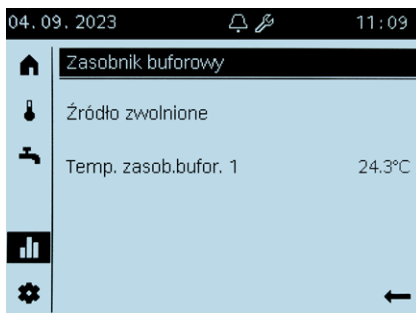 04. 09. 2023 11:09
Zasobnik buforowy
Źródło zwolnione
Temp. zasob.bufor. 1 24.3°C